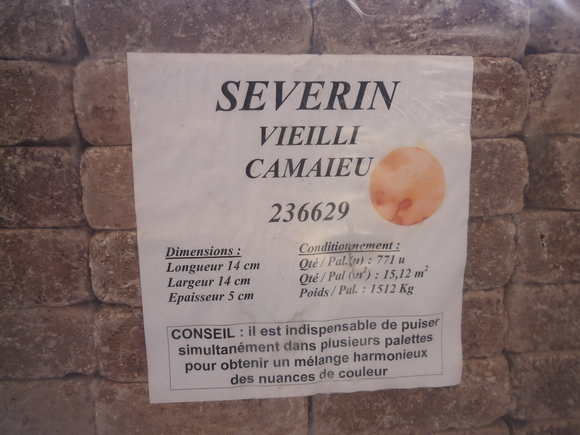 SEVERIN
VIEILLI
CAMAIEU
236629
Dimensions :
Longueur 14 cm
Largeur 14 cm
Epaisseur 5 cm
Conditionnement :
Qté / Pal.(u) : 771 u
Qté / Pal (m²) : 15,12 m²
Poids / Pal. : 1512 Kg
CONSEIL : il est indispensable de puiser
simultanément dans plusieurs palettes
pour obtenir un mélange harmonieux
des nuances de couleur